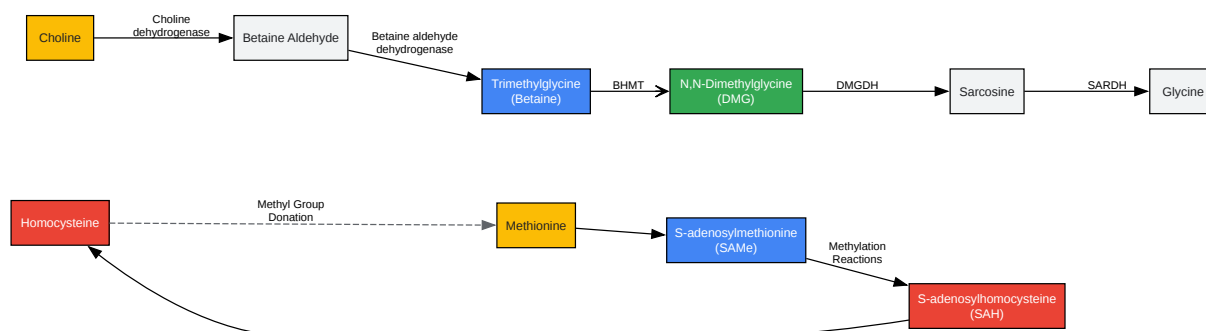 Choline
Choline
dehydrogenase
Betaine Aldehyde
Betaine aldehyde
dehydrogenase
Trimethylglycine
(Betaine)
BHMT
N,N-Dimethylglycine
(DMG)
DMGDH
Sarcosine
SARDH
Glycine
Homocysteine
Methyl Group
Donation
Methionine
S-adenosylmethionine
(SAMe)
Methylation
Reactions
S-adenosylhomocysteine
(SAH)